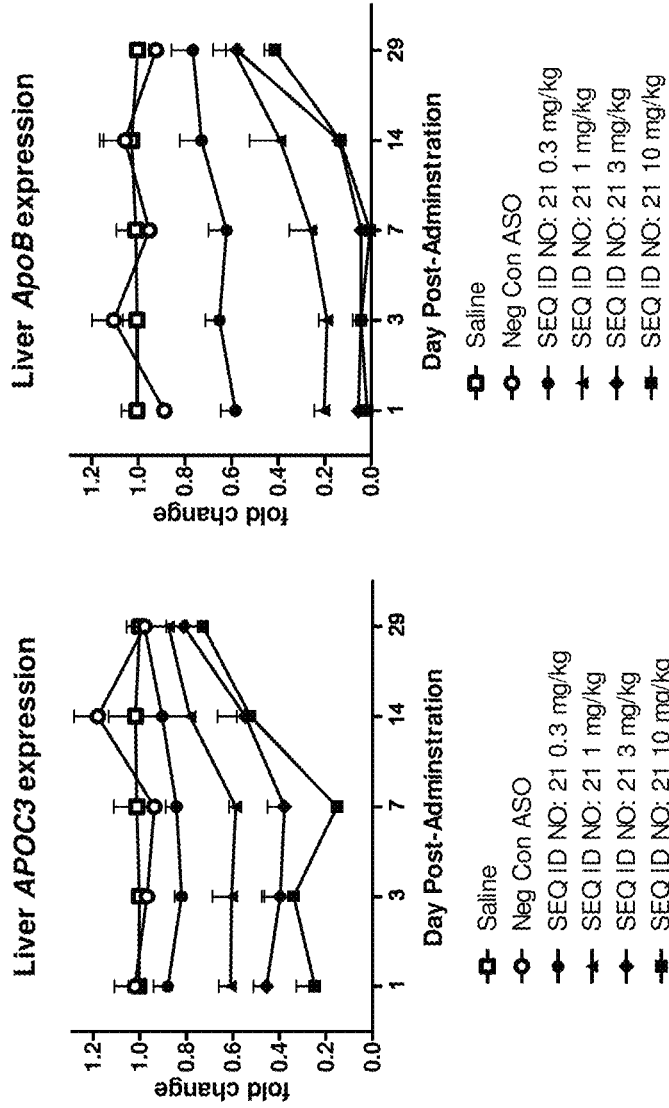 Liver APOC3 expression
fold change
1.2
1.0
0.8
0.6
0.4
0.2
0.0
1 3 7 14 29
Day Post-Adminstration
Saline
Neg Con ASO
SEQ ID NO: 21 0.3 mg/kg
SEQ ID NO: 21 1 mg/kg
SEQ ID NO: 21 3 mg/kg
SEQ ID NO: 21 10 mg/kg
Liver ApoB expression
fold change
1.2
1.0
0.8
0.6
0.4
0.2
0.0
1 3 7 14 29
Day Post-Adminstration
Saline
Neg Con ASO
SEQ ID NO: 21 0.3 mg/kg
SEQ ID NO: 21 1 mg/kg
SEQ ID NO: 21 3 mg/kg
SEQ ID NO: 21 10 mg/kg